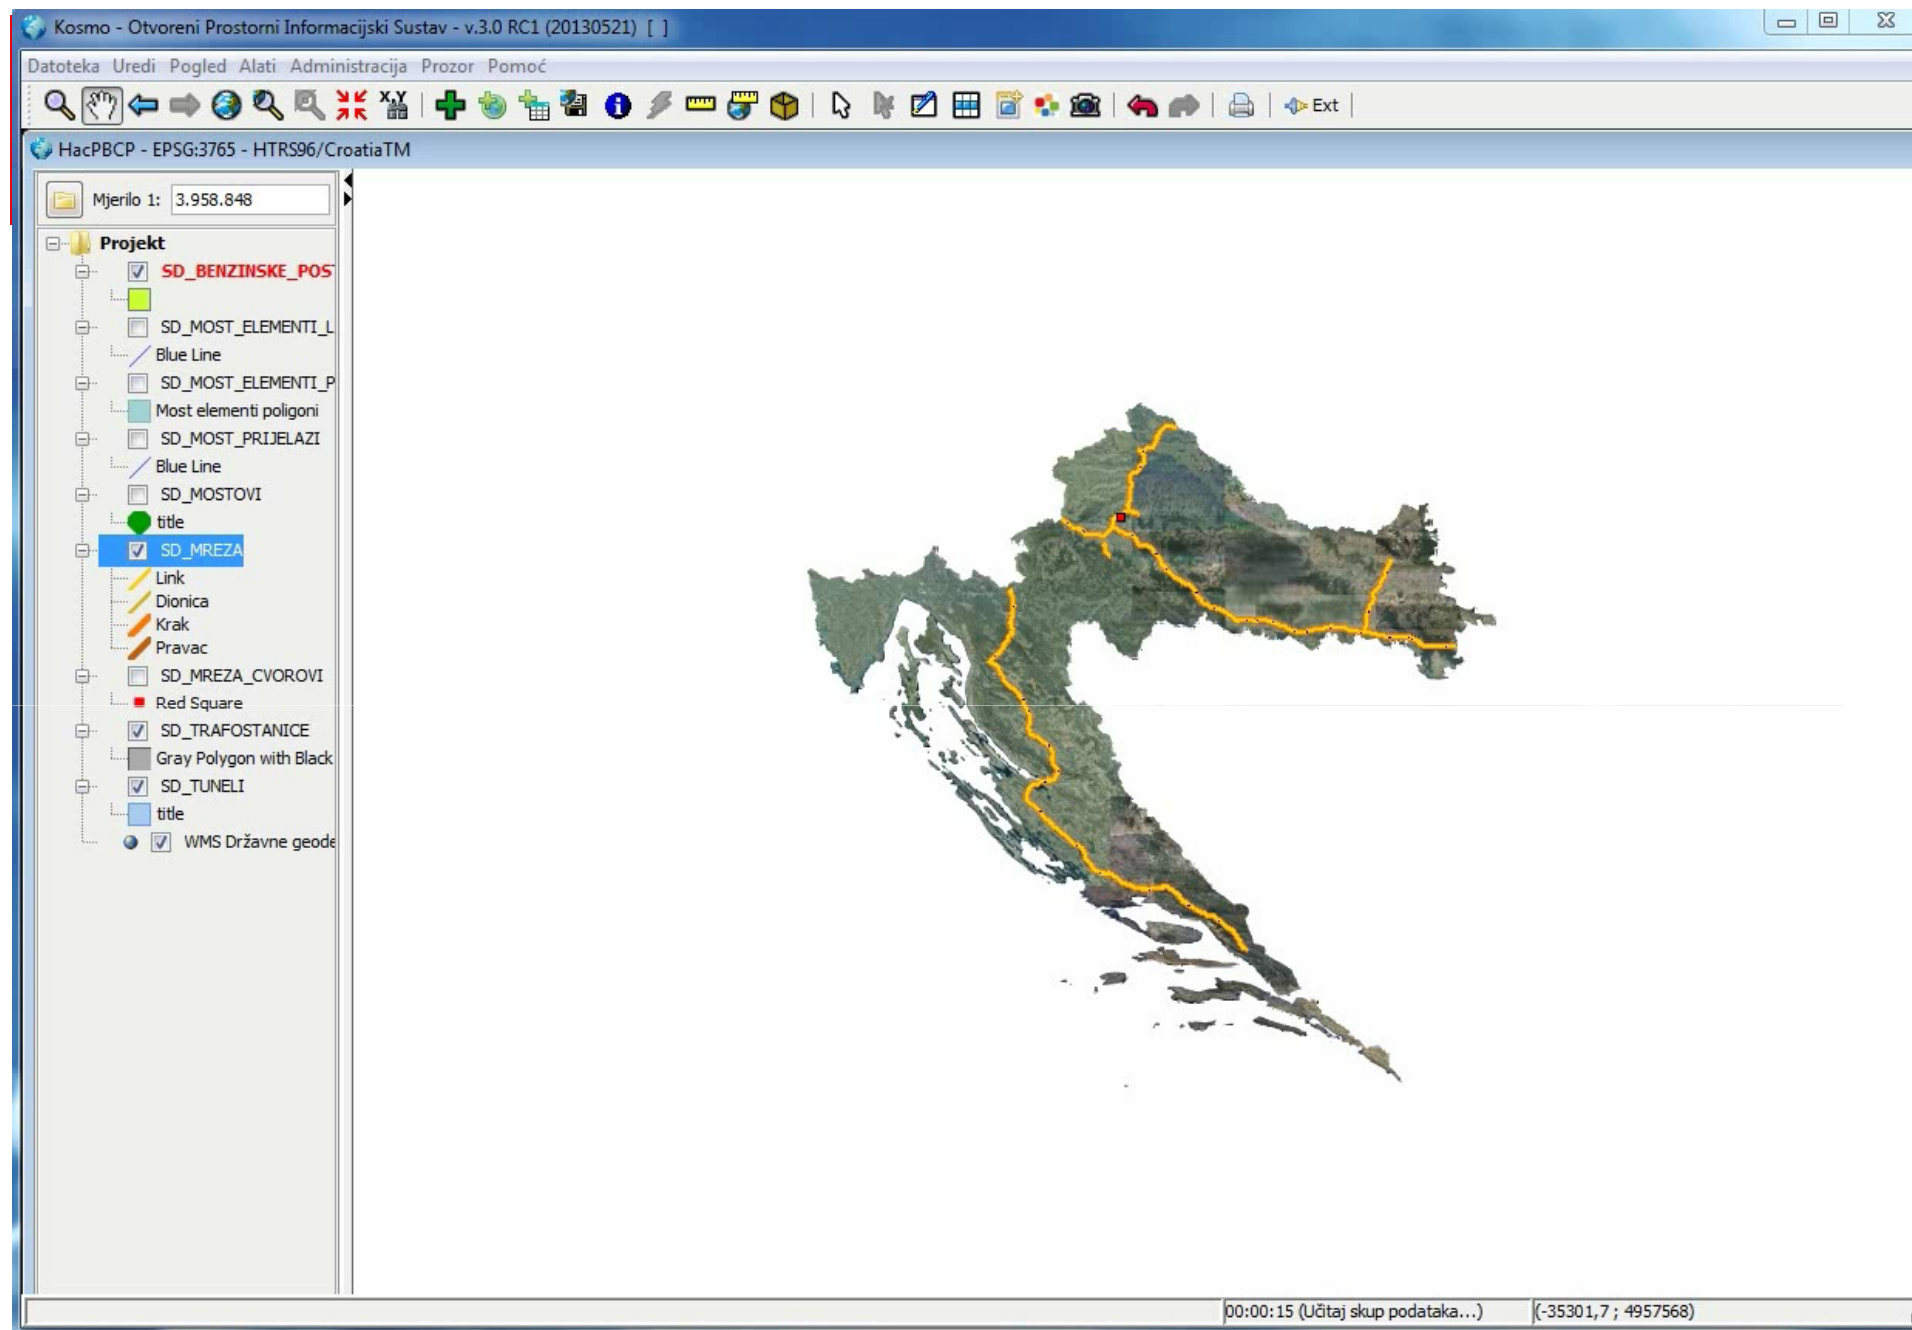 Kosmo - Otvoreni Prostorni Informacijski Sustav - v.3.0 RC1 (20130521) [ ]
Datoteka Uredi Pogled Alati Administracija Prozor Pomoć
X,Y Ext
HacPBCP - EPSG:3765 - HTRS96/CroatiaTM
Mjerilo 1: 3.958.848
Projekt
SD_BENZINSKE_POS
SD_MOST_ELEMENTI_L
Blue Line
SD_MOST_ELEMENTI_P
Most elementi poligoni
SD_MOST_PRIJELAZI
Blue Line
SD_MOSTOVI
title
SD_MREZA
Link
Dionica
Krak
Pravac
SD_MREZA_CVOROVI
Red Square
SD_TRAFOSTANICE
Gray Polygon with Black
SD_TUNELI
title
WMS Državne geode
00:00:15 (Učitaj skup podataka...) (-35301,7 ; 4957568)